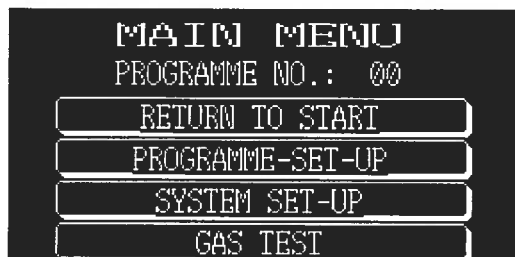 MAIN MENU
PROGRAMME NO.: 00
RETURN TO START
PROGRAMME-SET-UP
SYSTEM SET-UP
GAS TEST